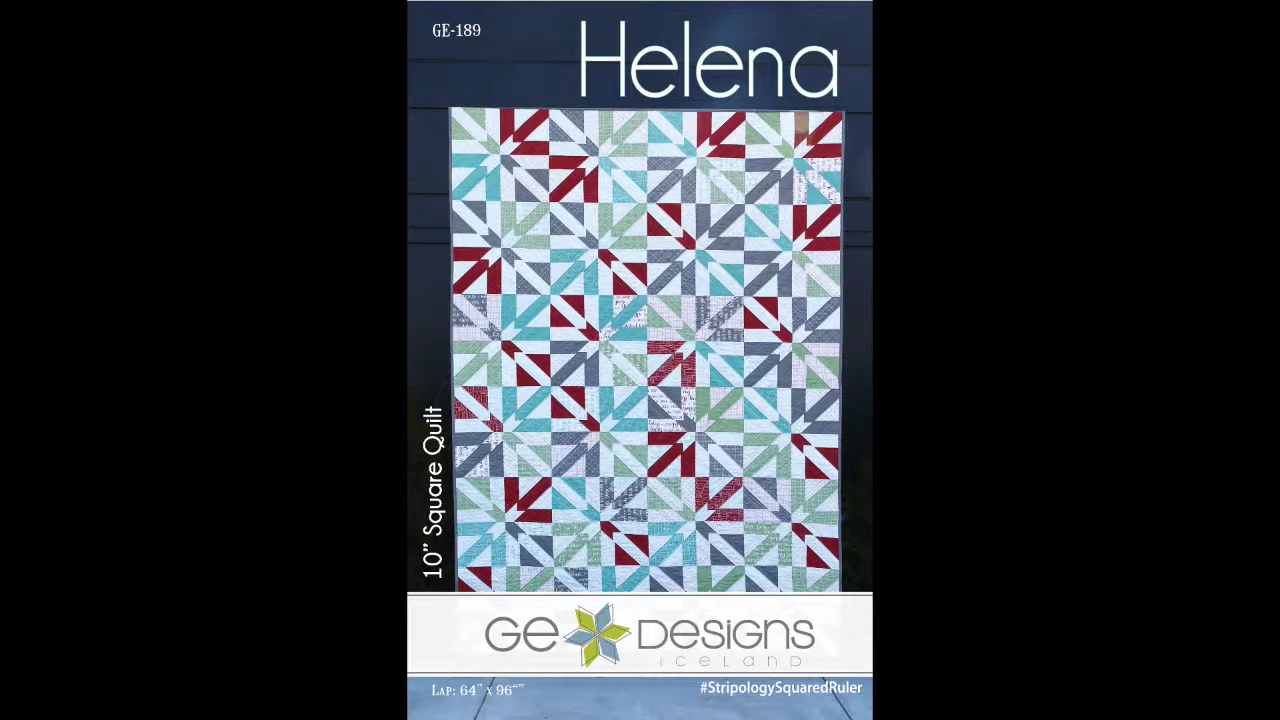 GE-189
Helena
10” Square Quilt
GE DESIGNS
ICELAND
LAP: 64” X 96“”
#StripologySquaredRuler